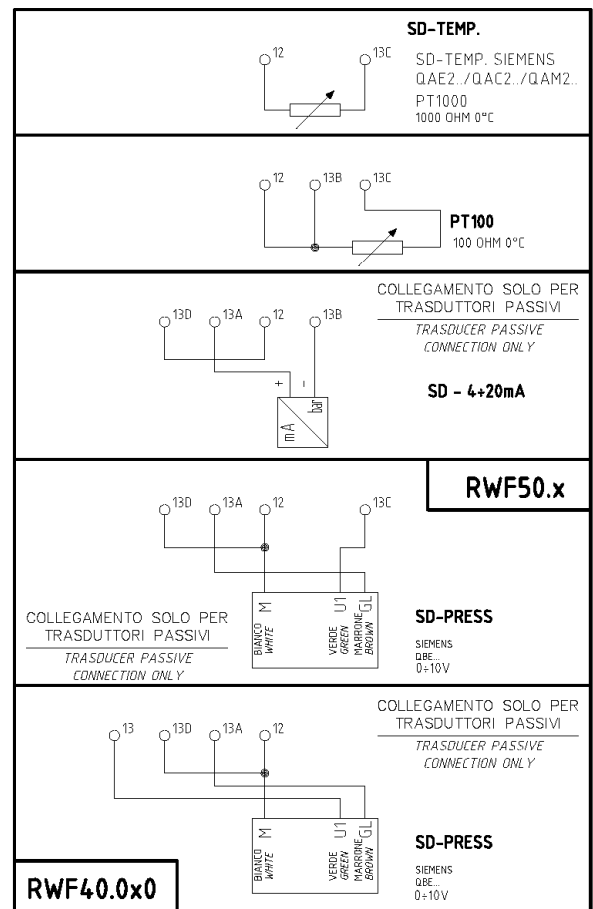 SD-TEMP.
12 13C
SD-TEMP. SIEMENS
QAE2../QAC2../QAM2..
PT1000
1000 OHM 0°C
12 13B 13C
PT100
100 OHM 0°C
COLLEGAMENTO SOLO PER
TRASDUTTORI PASSIVI
TRASDUCER PASSIVE
CONNECTION ONLY
13D 13A 12 13B
+ -
mA bar
SD - 4÷20mA
RWF50.x
13D 13A 12 13C
M U1 GL
BIANCO
WHITE
VERDE
GREEN
MARRONE
BROWN
COLLEGAMENTO SOLO PER
TRASDUTTORI PASSIVI
TRASDUCER PASSIVE
CONNECTION ONLY
SD-PRESS
SIEMENS
QBE...
0÷10V
COLLEGAMENTO SOLO PER
TRASDUTTORI PASSIVI
TRASDUCER PASSIVE
CONNECTION ONLY
13 13D 13A 12
M U1 GL
BIANCO
WHITE
VERDE
GREEN
MARRONE
BROWN
SD-PRESS
SIEMENS
QBE...
0÷10V
RWF40.0x0